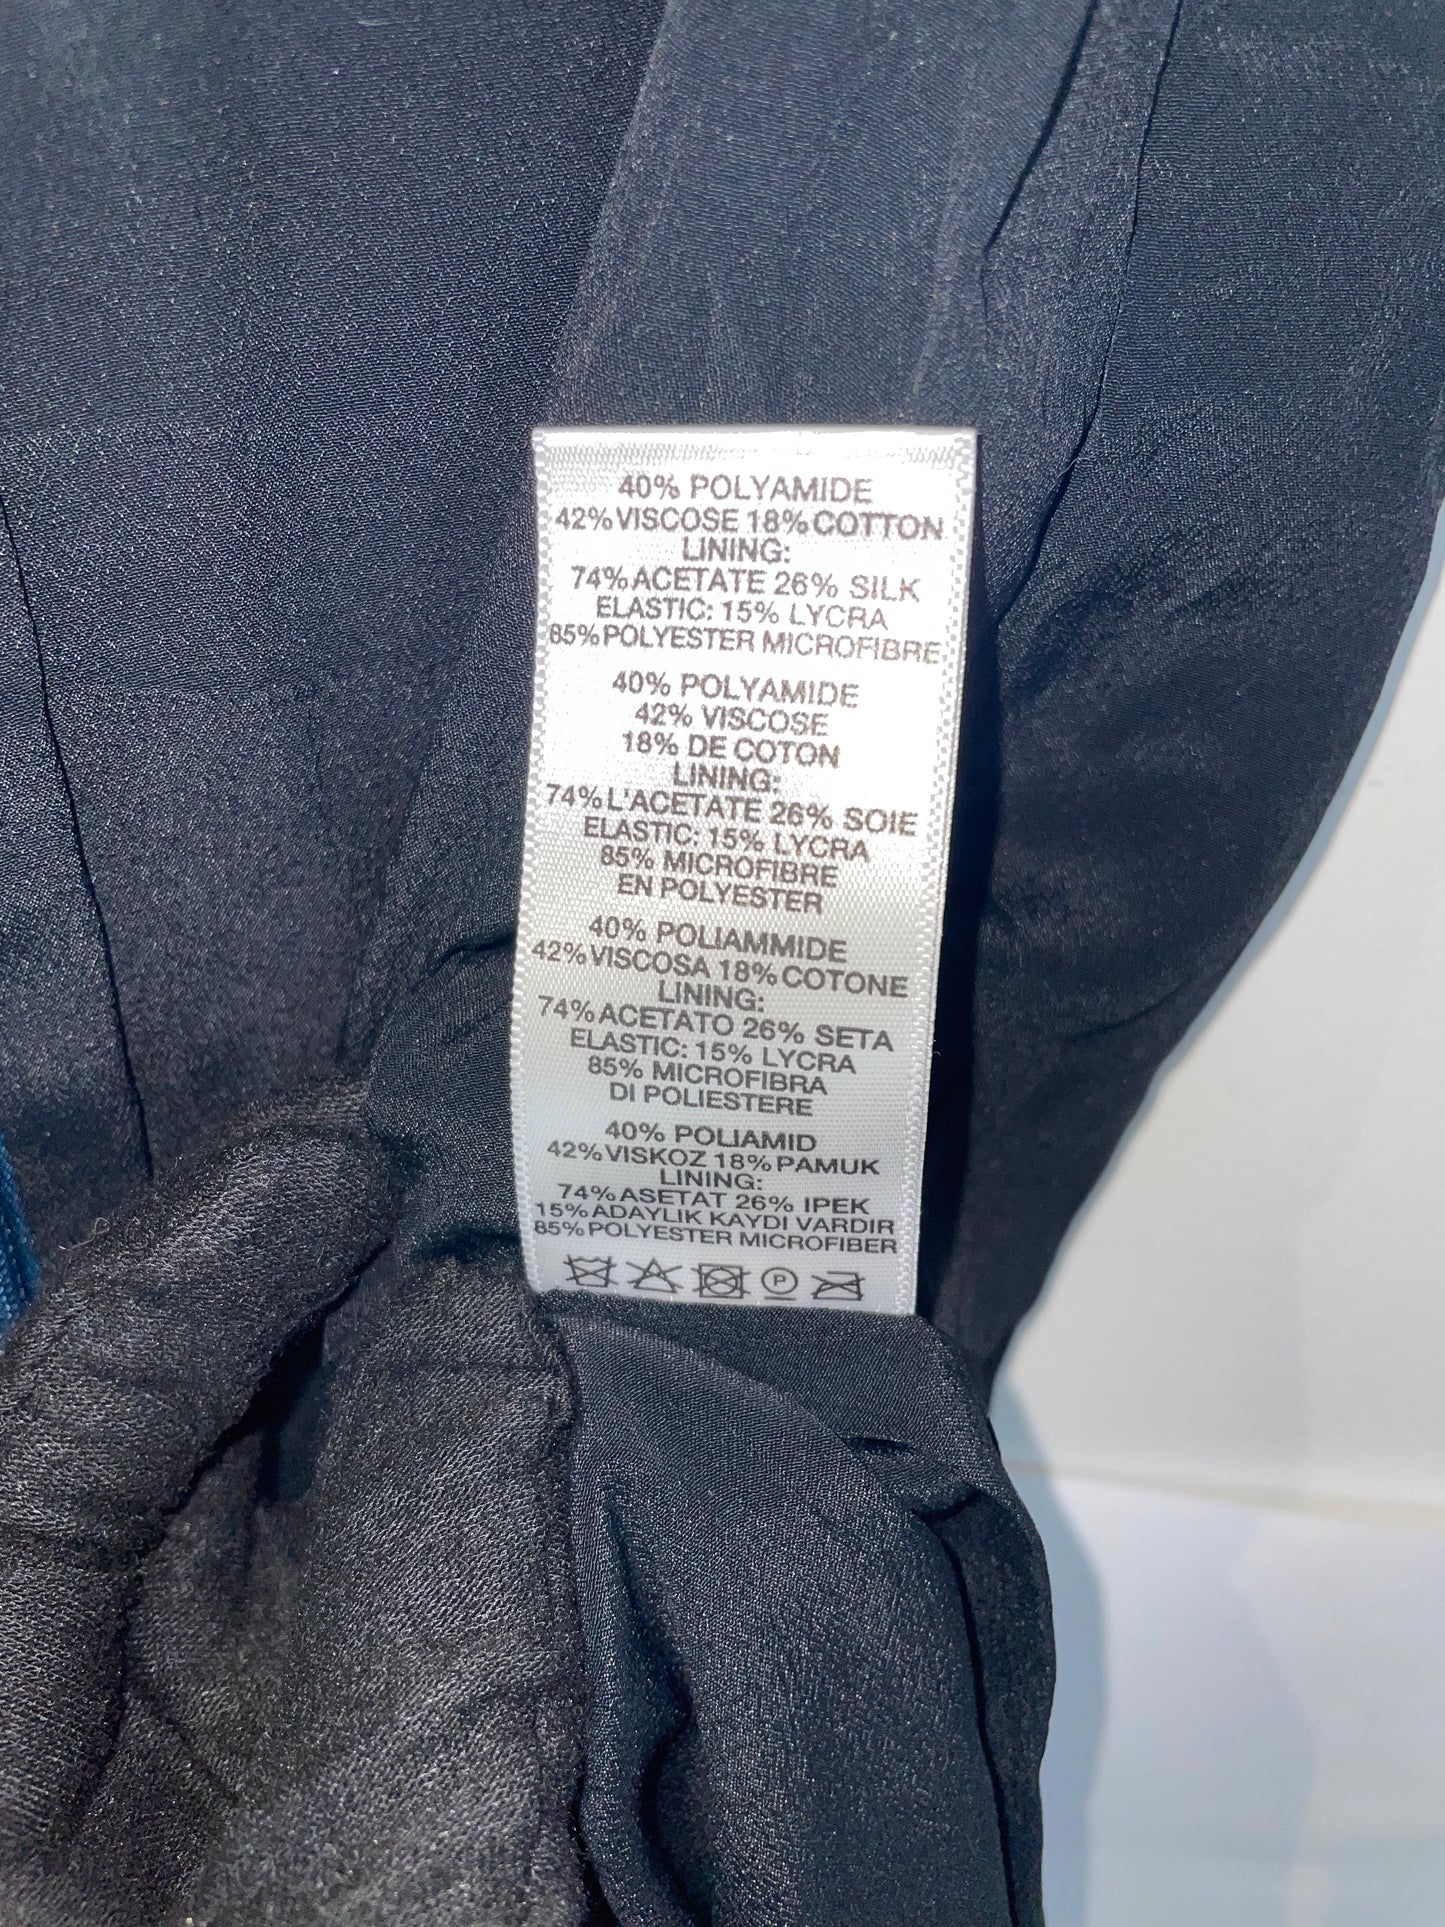 40% POLYAMIDE
42% VISCOSE 18% COTTON
LINING:
74% ACETATE 26% SILK
ELASTIC: 15% LYCRA
85% POLYESTER MICROFIBRE
40% POLYAMIDE
42% VISCOSE
18% DE COTON
LINING:
74% L'ACETATE 26% SOIE
ELASTIC: 15% LYCRA
85% MICROFIBRE
EN POLYESTER
40% POLIAMMIDE
42% VISCOSA 18% COTONE
LINING:
74% ACETATO 26% SETA
ELASTIC: 15% LYCRA
85% MICROFIBRA
DI POLIESTERE
40% POLIAMID
42% VISKOZ 18% PAMUK
LINING:
74% ASETAT 26% IPEK
15% ADAYLIK KAYDI VARDIR
85% POLYESTER MICROFIBER
P